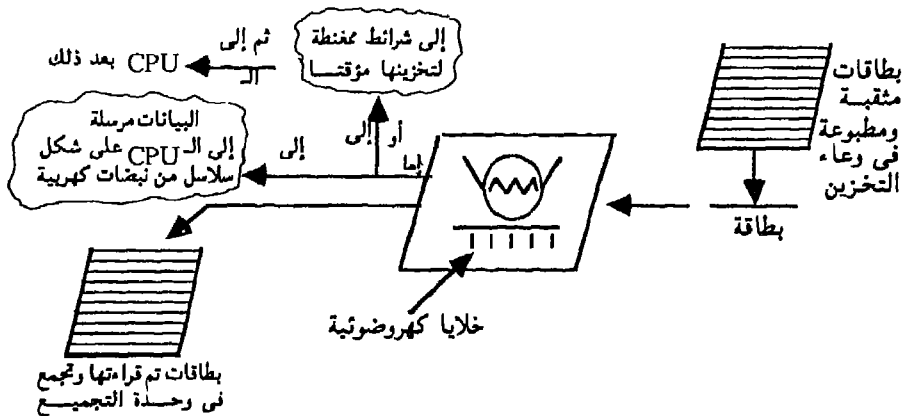 بطاقات
مثقبة
ومطبوعة
فى وعاء
التخزين
بطاقة
خلايا كهروضوئية
إما
إلى
أو
إلى
إلى شرائط ممغنطة
لتخزينها مؤقتا
ثم إلى
الـ
CPU بعد ذلك
البيانات مرسلة
إلى الـ CPU على شكل
سلاسل من نبضات كهربية
بطاقات تم قراءتها وتجمع
فى وحدة التجميع